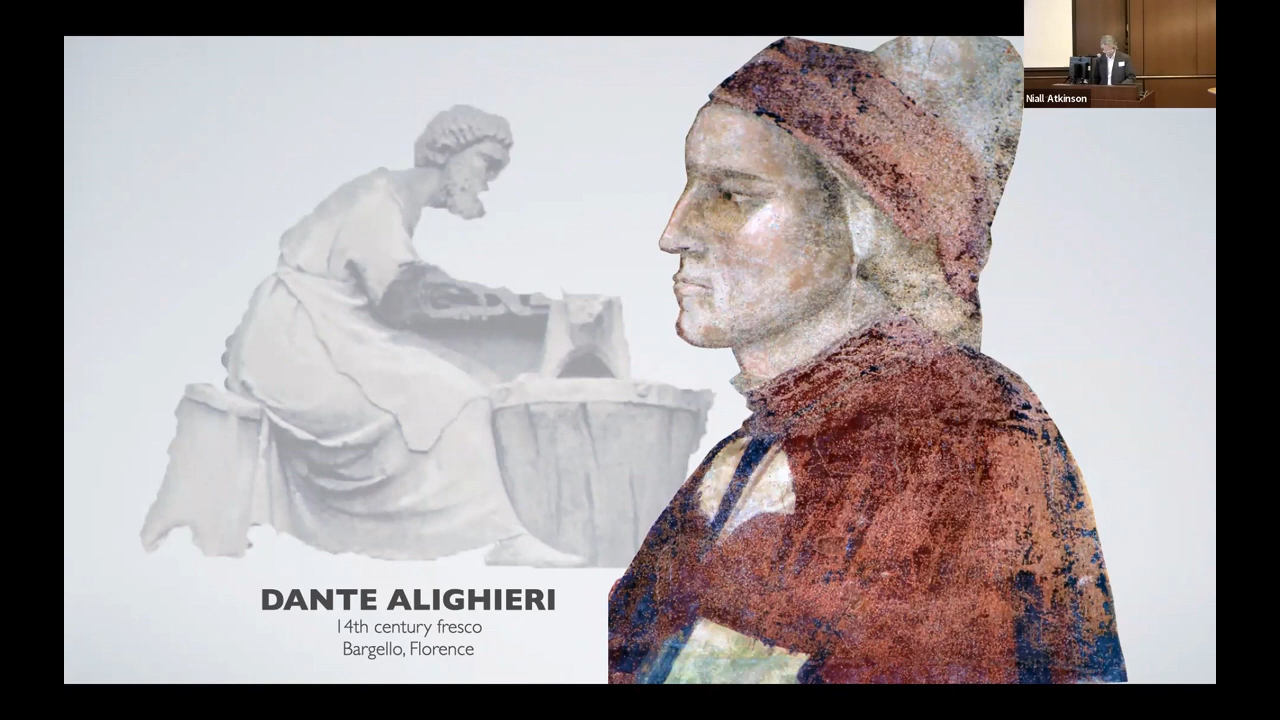 Niall Atkinson
DANTE ALIGHIERI
14th century fresco
Bargello, Florence